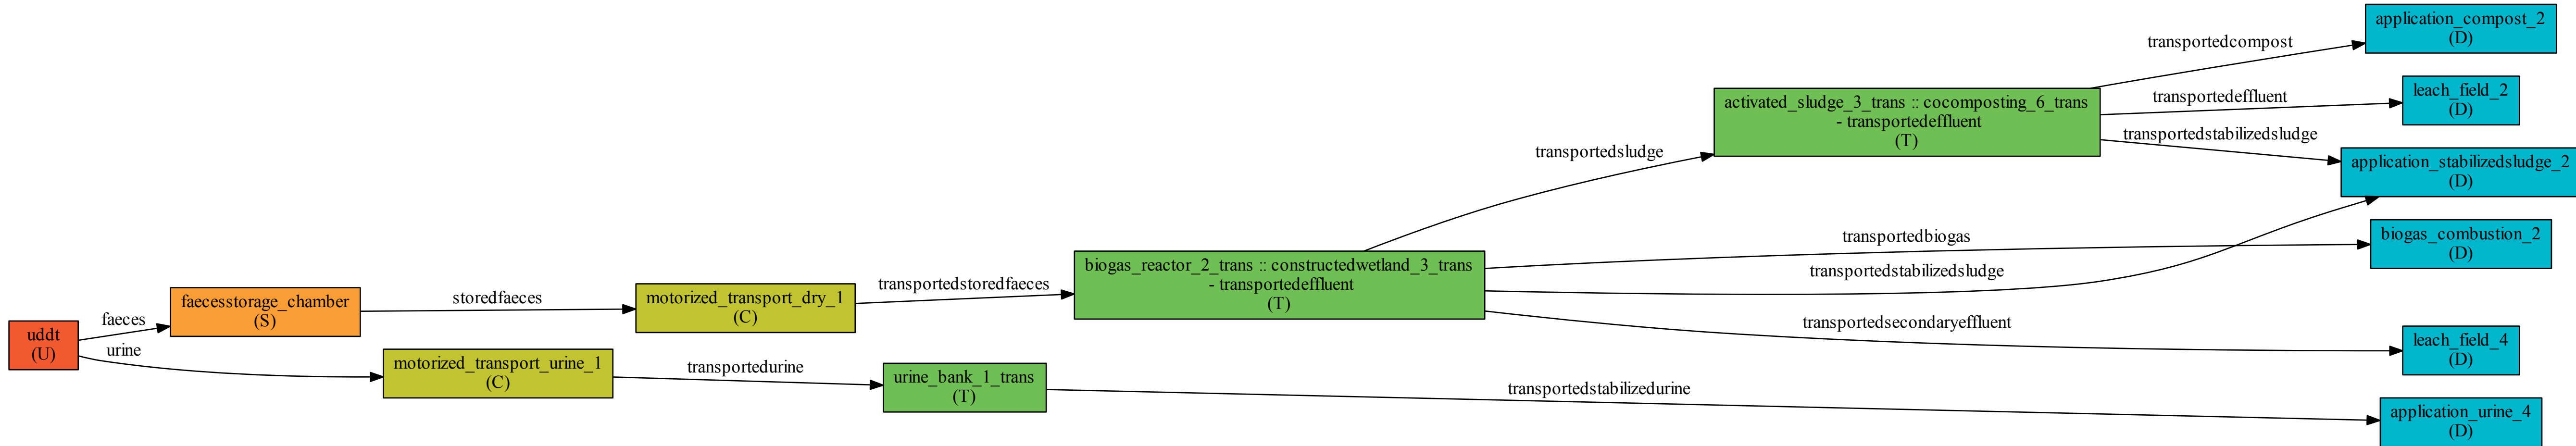 uddt
(U)
faeces
urine
faecesstorage_chamber
(S)
storedfaeces
motorized_transport_urine_1
(C)
motorized_transport_dry_1
(C)
transportedurine
transportedstoredfaeces
urine_bank_1_trans
(T)
biogas_reactor_2_trans :: constructedwetland_3_trans
- transportedeffluent
(T)
transportedsludge
transportedbiogas
transportedstabilizedsludge
transportedsecondaryeffluent
transportedstabilizedurine
activated_sludge_3_trans :: cocomposting_6_trans
- transportedeffluent
(T)
transportedcompost
transportedeffluent
transportedstabilizedsludge
application_compost_2
(D)
leach_field_2
(D)
application_stabilizedsludge_2
(D)
biogas_combustion_2
(D)
leach_field_4
(D)
application_urine_4
(D)